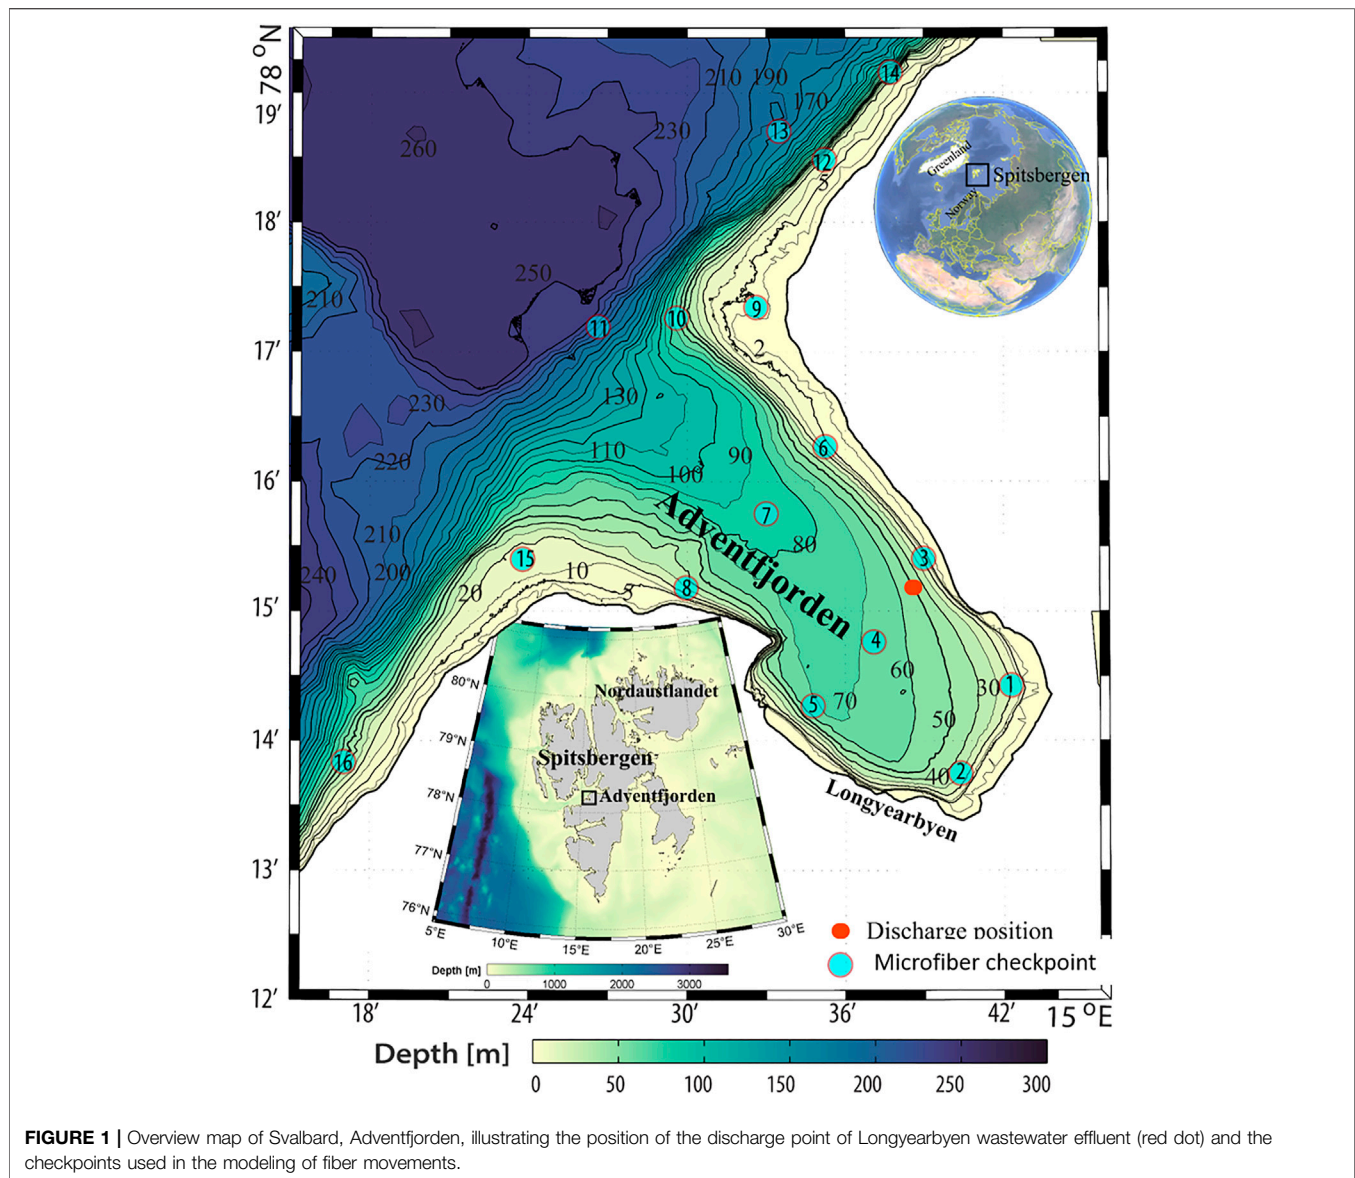 78 °N
19′
18′
17′
16′
15′
14′
13′
12′
210
190
170
14
13
12
5
230
260
250
210
11
10
9
2
Greenland
Spitsbergen
Norway
230
220
210
200
240
130
110
100
90
80
6
7
Adventfjorden
3
15
10
20
5
8
4
60
70
5
50
30
1
40
2
16
Longyearbyen
80°N
79°N
78°N
77°N
76°N
5°E
10°E
15°E
20°E
25°E
30°E
Nordaustlandet
Spitsbergen
Adventfjorden
Depth [m]
0
1000
2000
3000
Discharge position
Microfiber checkpoint
18′
24′
30′
36′
42′
15 °E
Depth [m]
0
50
100
150
200
250
300
FIGURE 1 | Overview map of Svalbard, Adventfjorden, illustrating the position of the discharge point of Longyearbyen wastewater effluent (red dot) and the
checkpoints used in the modeling of fiber movements.